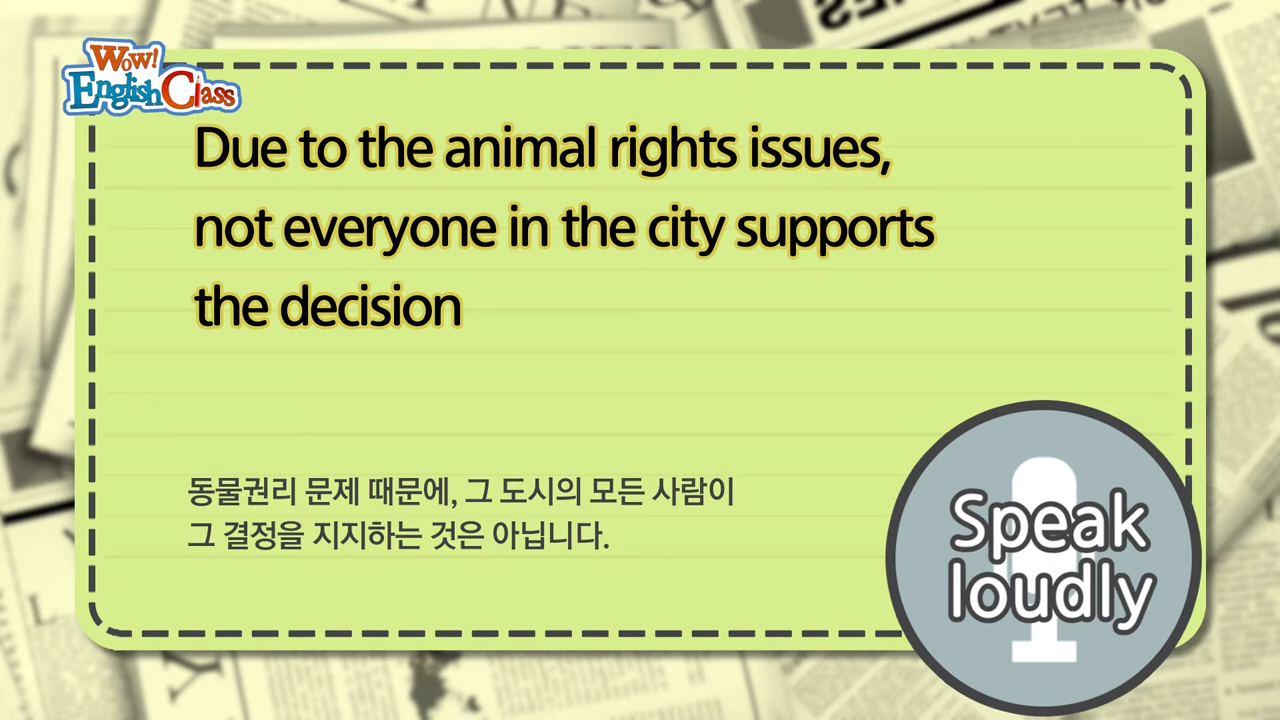 Wow!
English Class
Due to the animal rights issues,
not everyone in the city supports
the decision
동물권리 문제 때문에, 그 도시의 모든 사람이
그 결정을 지지하는 것은 아닙니다.
Speak
loudly